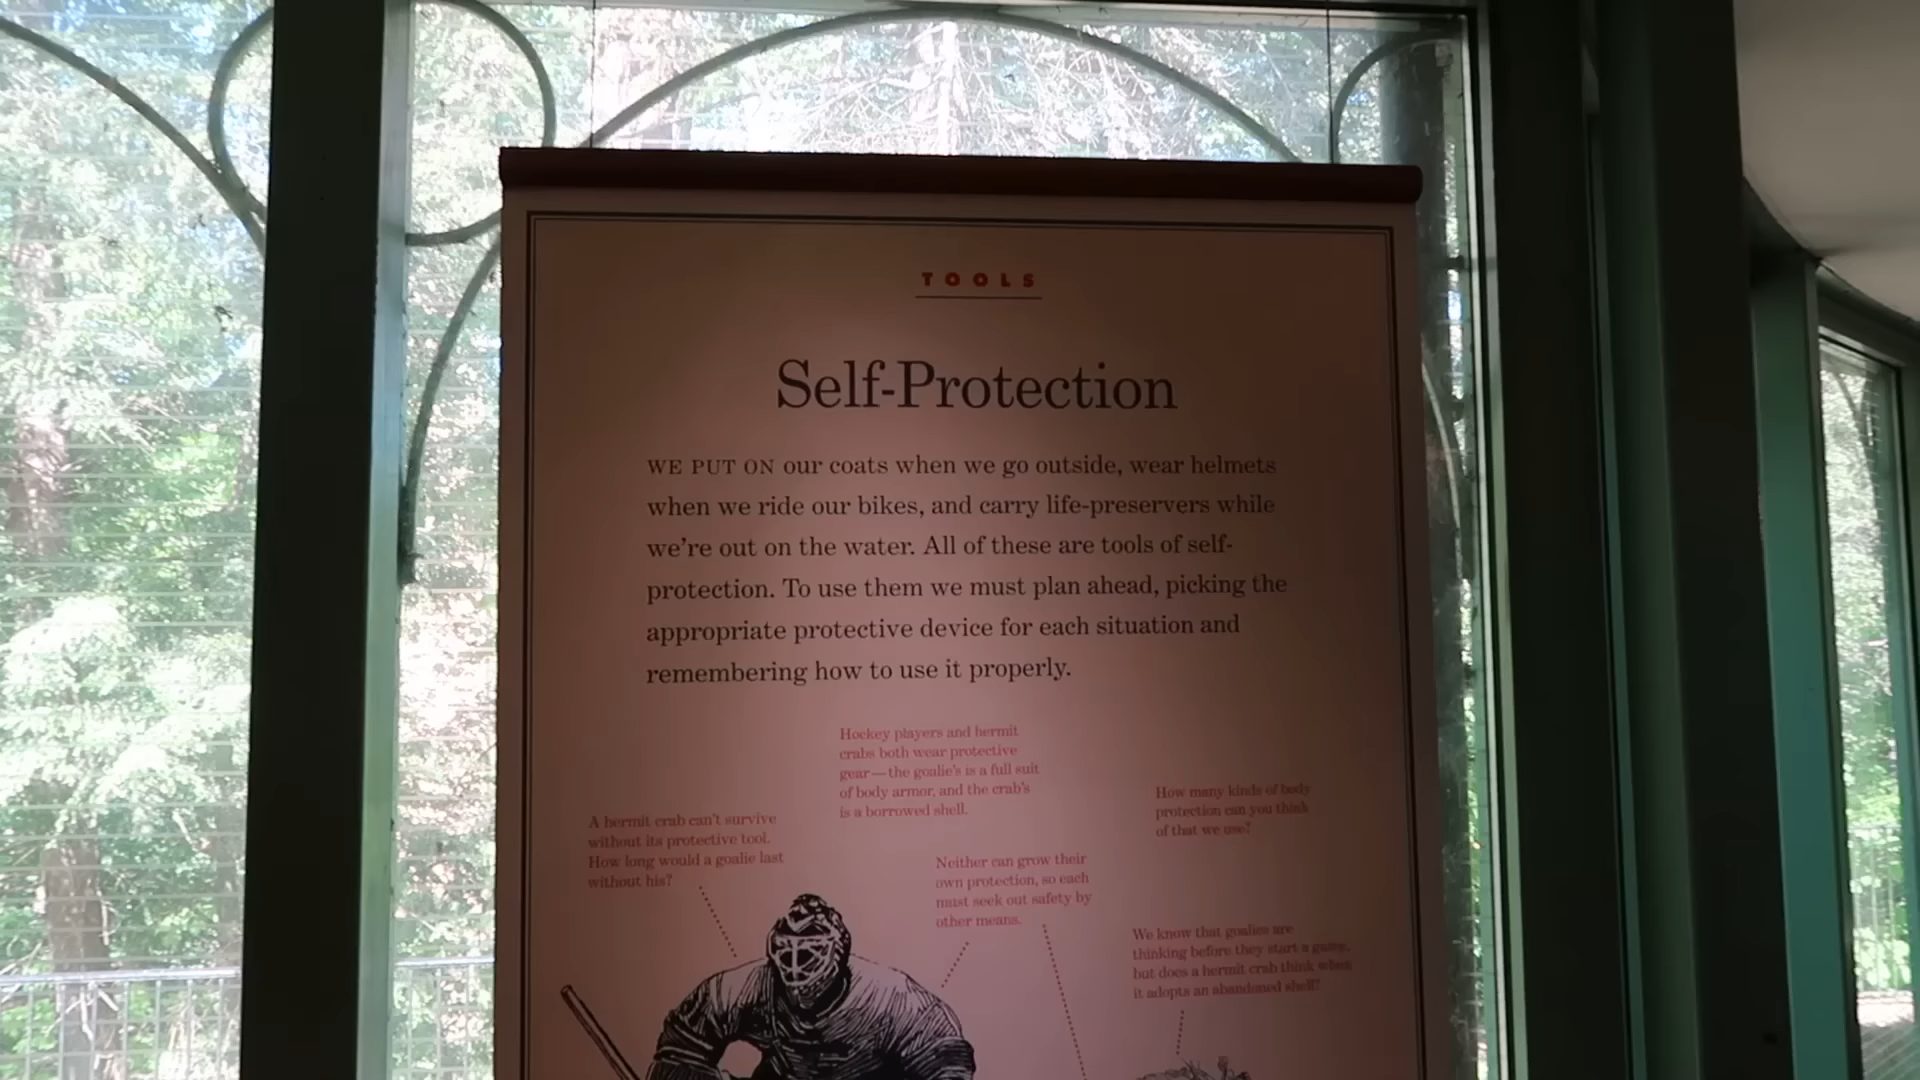 TOOLS
Self-Protection
WE PUT ON our coats when we go outside, wear helmets
when we ride our bikes, and carry life-preservers while
we're out on the water. All of these are tools of self-
protection. To use them we must plan ahead, picking the
appropriate protective device for each situation and
remembering how to use it properly.
Hockey players and hermit
crabs both wear protective
gear—the goalie's is a full suit
of body armor, and the crab's
is a borrowed shell.
A hermit crab can't survive
without its protective tool.
How long would a goalie last
without his?
How many kinds of body
protection can you think
of that we use?
Neither can grow their
own protection, so each
must seek out safety by
other means.
We know that goalies are
thinking before they start a game,
but does a hermit crab think when
it adopts an abandoned shell?